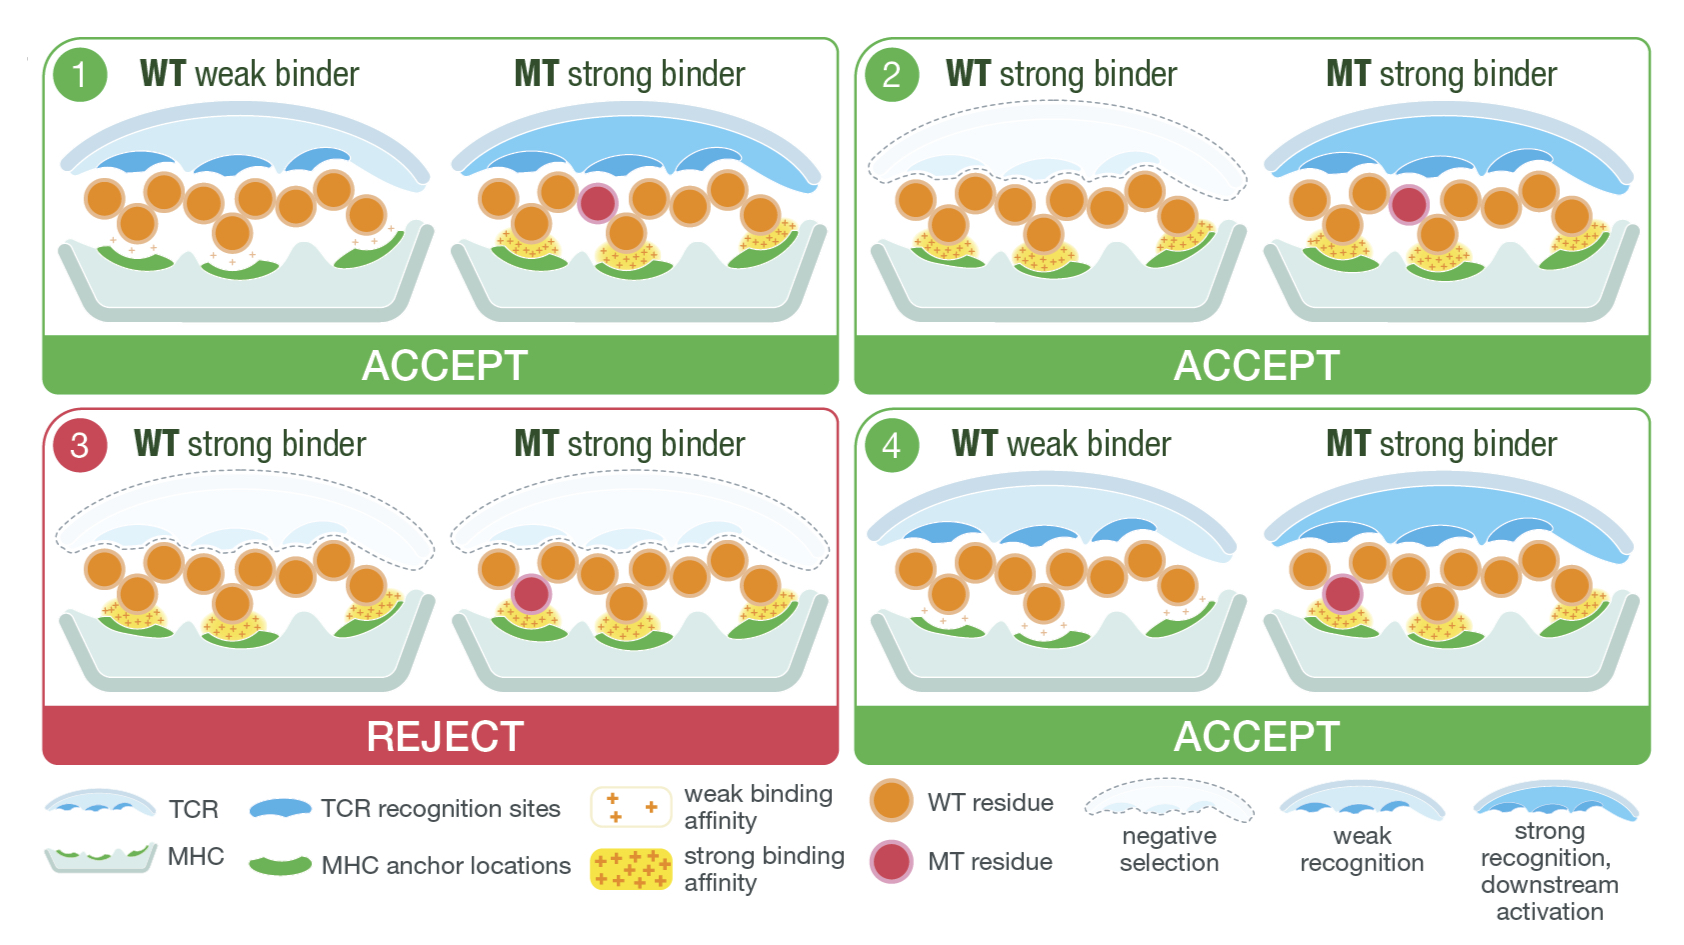 1
WT weak binder
MT strong binder
ACCEPT
2
WT strong binder
MT strong binder
ACCEPT
3
WT strong binder
MT strong binder
REJECT
4
WT weak binder
MT strong binder
ACCEPT
TCR
MHC
TCR recognition sites
MHC anchor locations
weak binding
affinity
strong binding
affinity
WT residue
MT residue
negative
selection
weak
recognition
strong
recognition,
downstream
activation